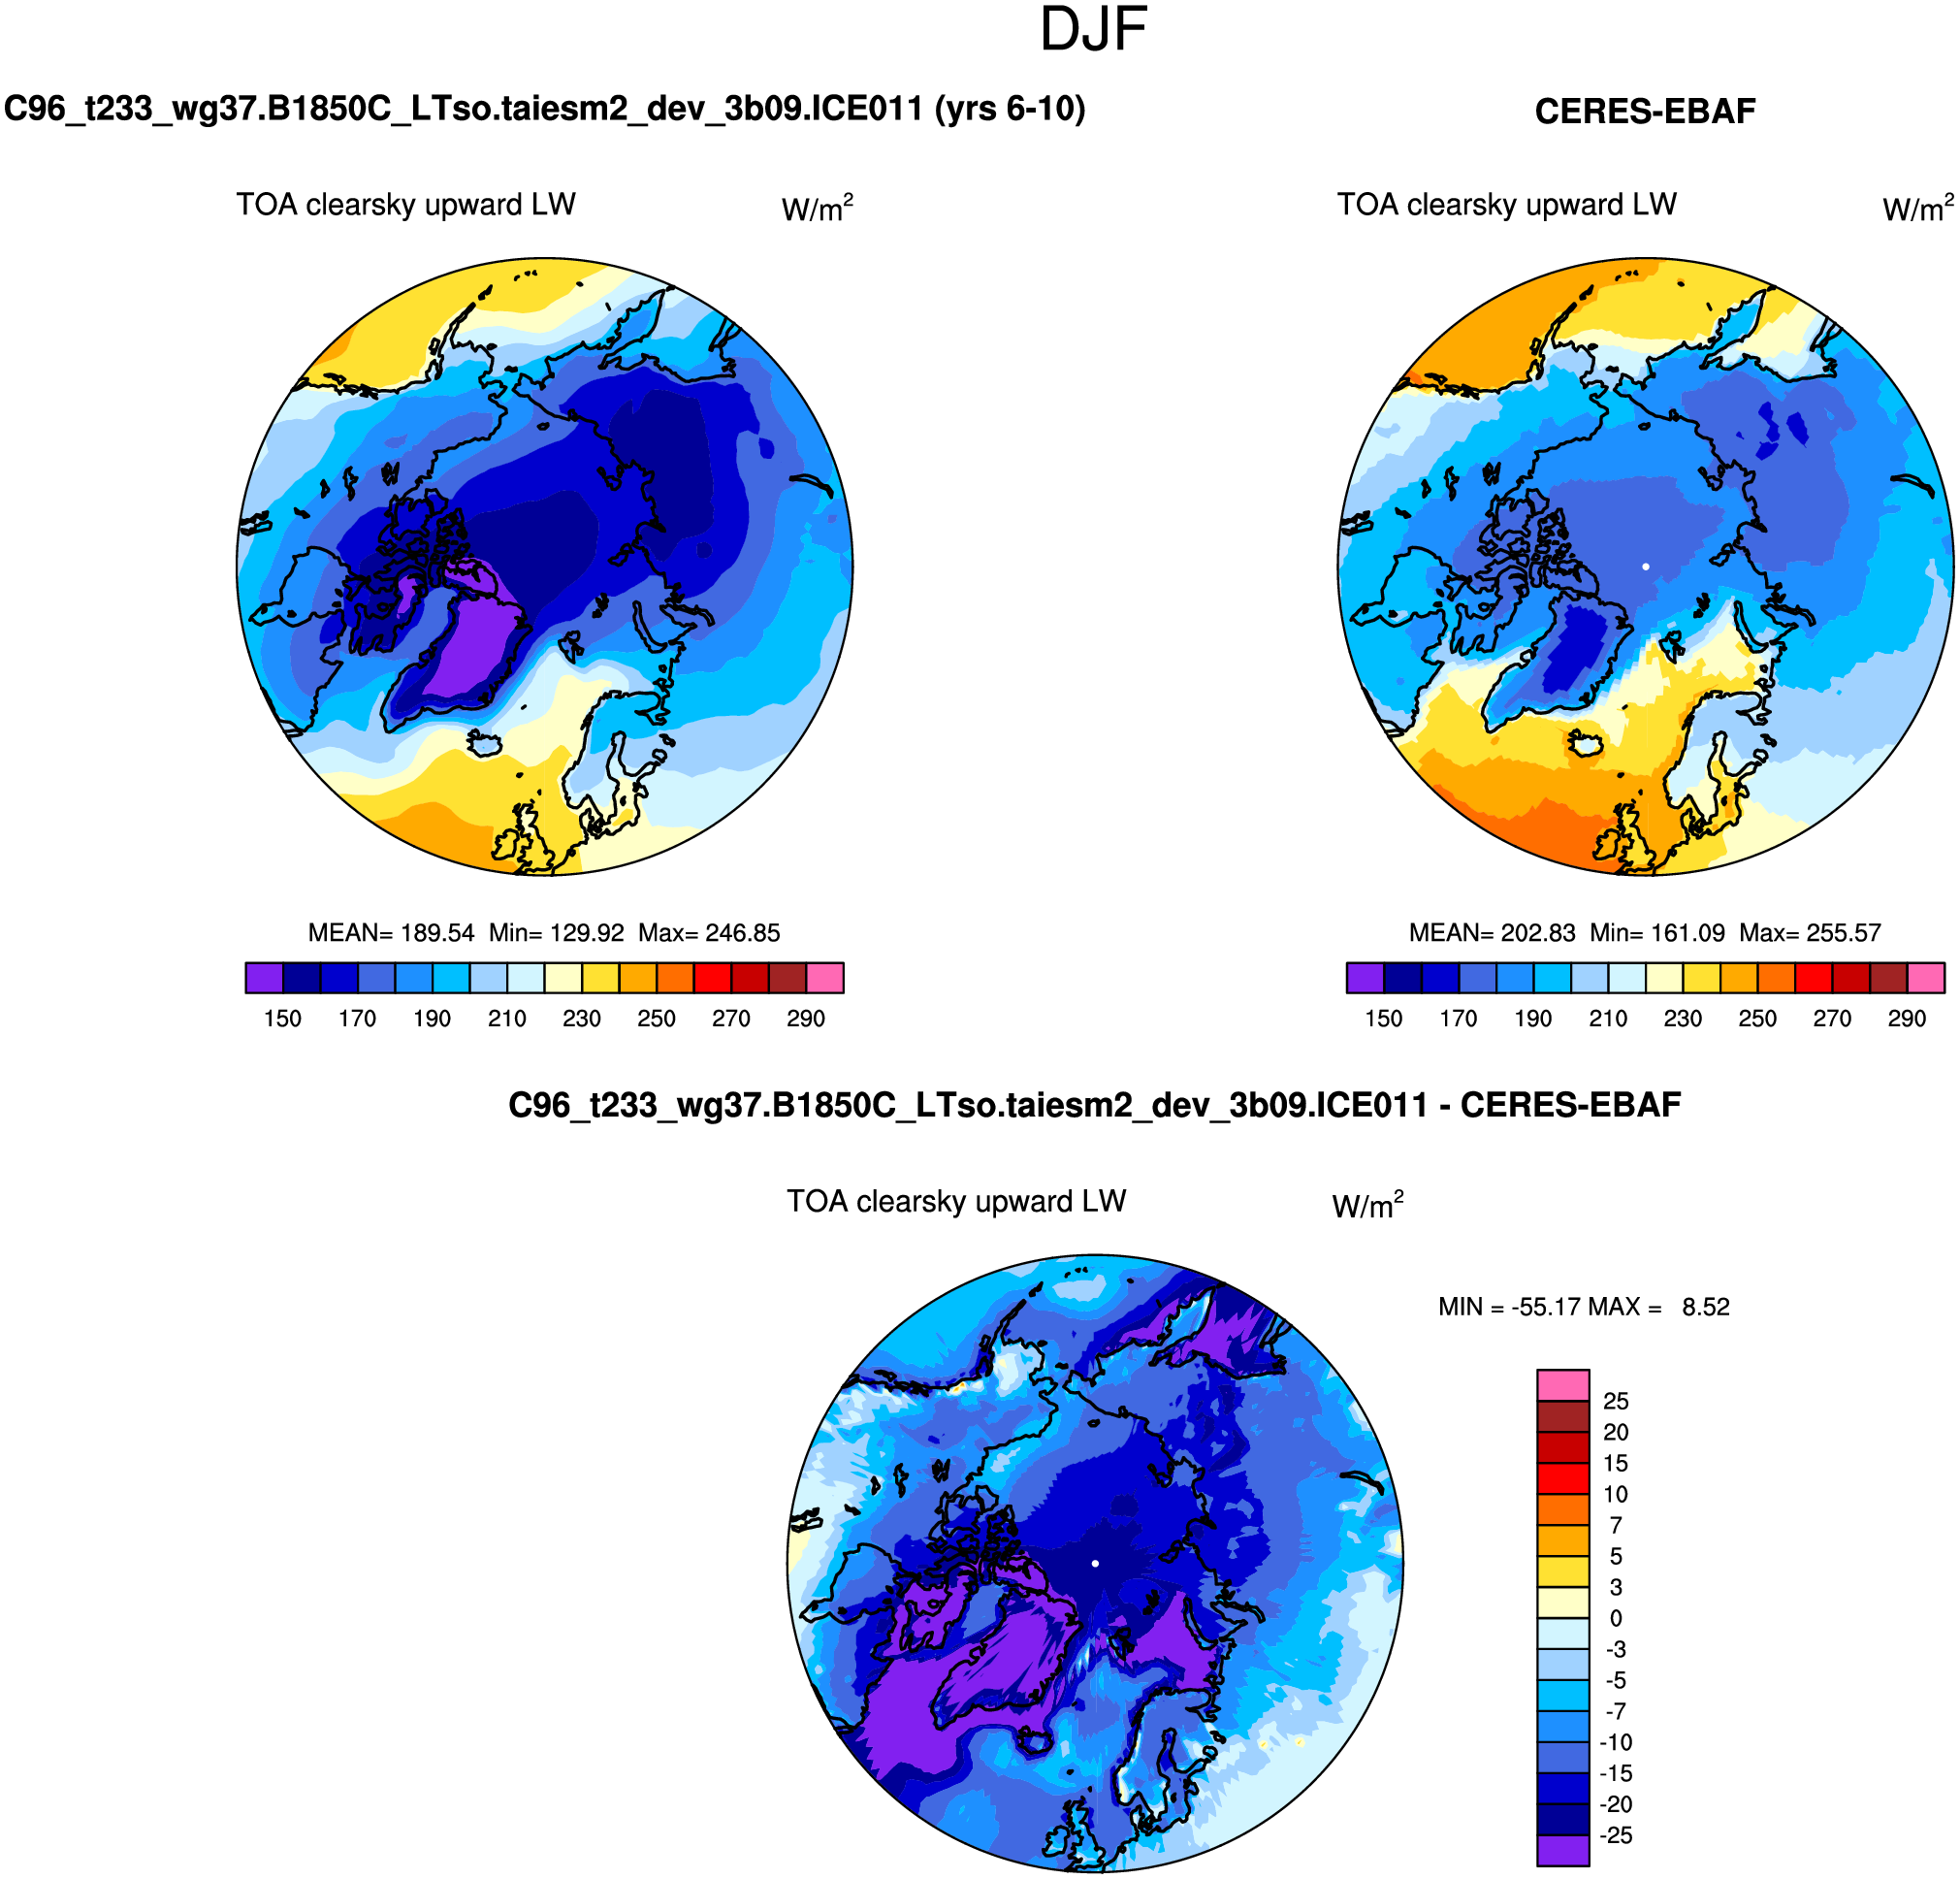 DJF
C96_t233_wg37.B1850C_LTso.taiesm2_dev_3b09.ICE011 (yrs 6-10)
CERES-EBAF
TOA clearsky upward LW W/m²
TOA clearsky upward LW W/m²
MEAN= 189.54 Min= 129.92 Max= 246.85
MEAN= 202.83 Min= 161.09 Max= 255.57
150 170 190 210 230 250 270 290
150 170 190 210 230 250 270 290
C96_t233_wg37.B1850C_LTso.taiesm2_dev_3b09.ICE011 - CERES-EBAF
TOA clearsky upward LW W/m²
MIN = -55.17 MAX = 8.52
25
20
15
10
7
5
3
0
-3
-5
-7
-10
-15
-20
-25